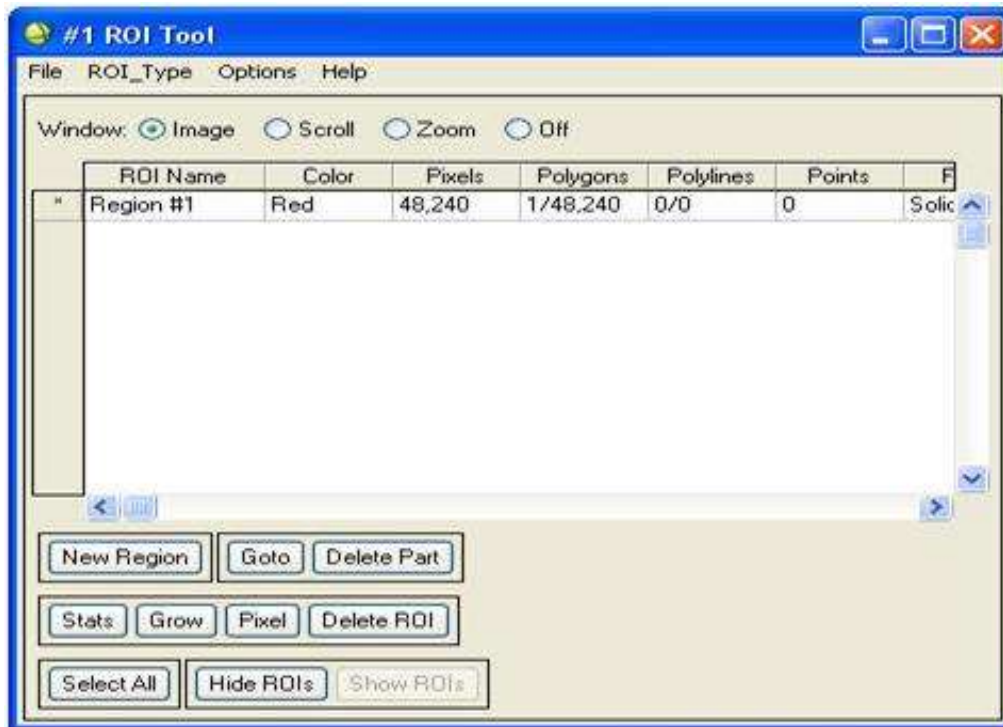 #1 ROI Tool
File ROI_Type Options Help
Window: Image Scroll Zoom Off
ROI Name Color Pixels Polygons Polylines Points F
* Region #1 Red 48,240 1/48,240 0/0 0 Solic
New Region Goto Delete Part
Stats Grow Pixel Delete ROI
Select All Hide ROIs Show ROIs